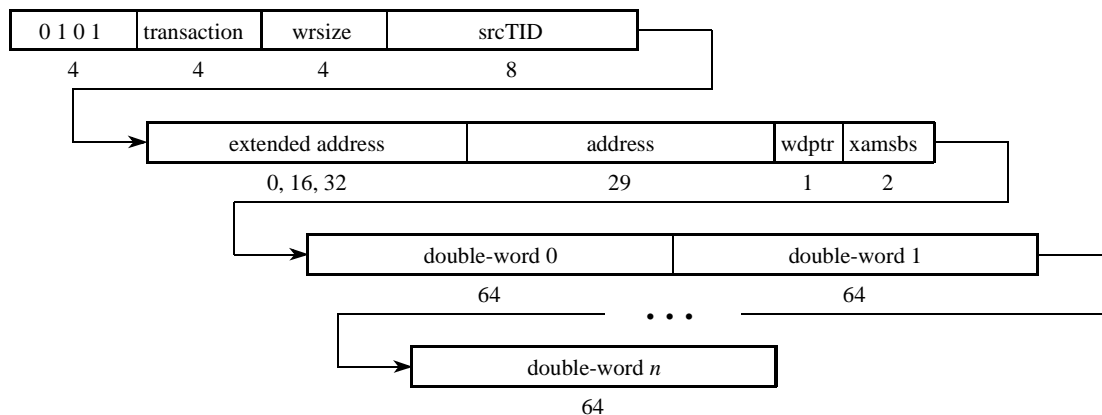 0 1 0 1 transaction wrsize srcTID
4 4 4 8
extended address address wdptr xamsbs
0, 16, 32 29 1 2
double-word 0 double-word 1
64 64
• • •
double-word n
64